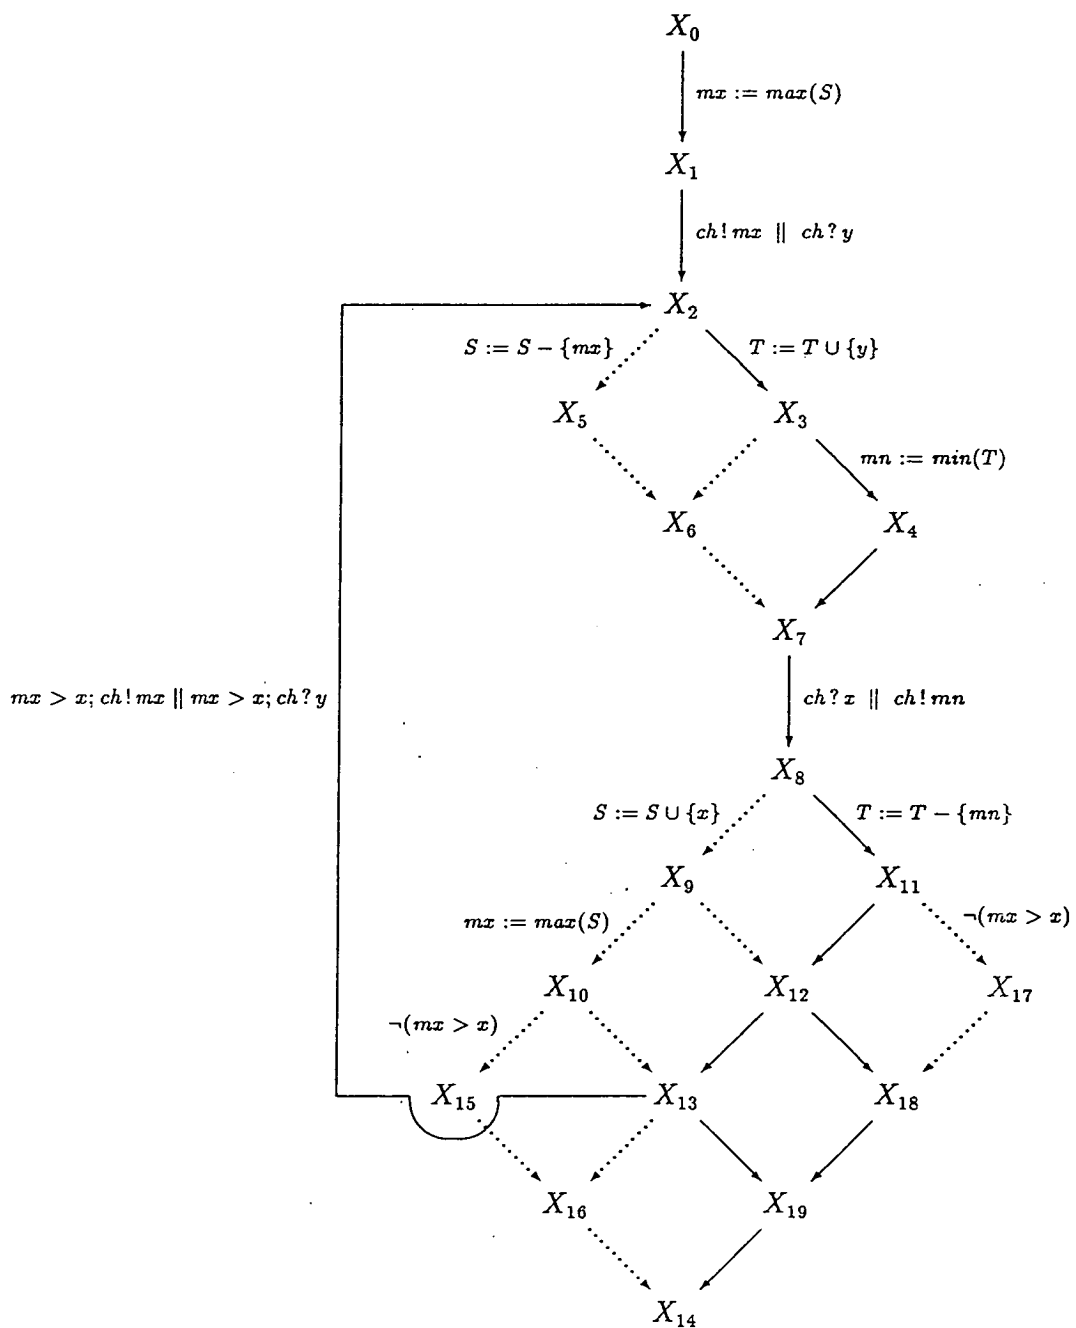 X0
mx := max(S)
X1
ch!mx || ch?y
X2
S := S − {mx}
T := T ∪ {y}
X5
X3
mn := min(T)
X6
X4
X7
mx > x; ch!mx || mx > x; ch?y
ch?x || ch!mn
X8
S := S ∪ {x}
T := T − {mn}
X9
X11
mx := max(S)
¬(mx > x)
X10
X12
X17
¬(mx > x)
X15
X13
X18
X16
X19
X14